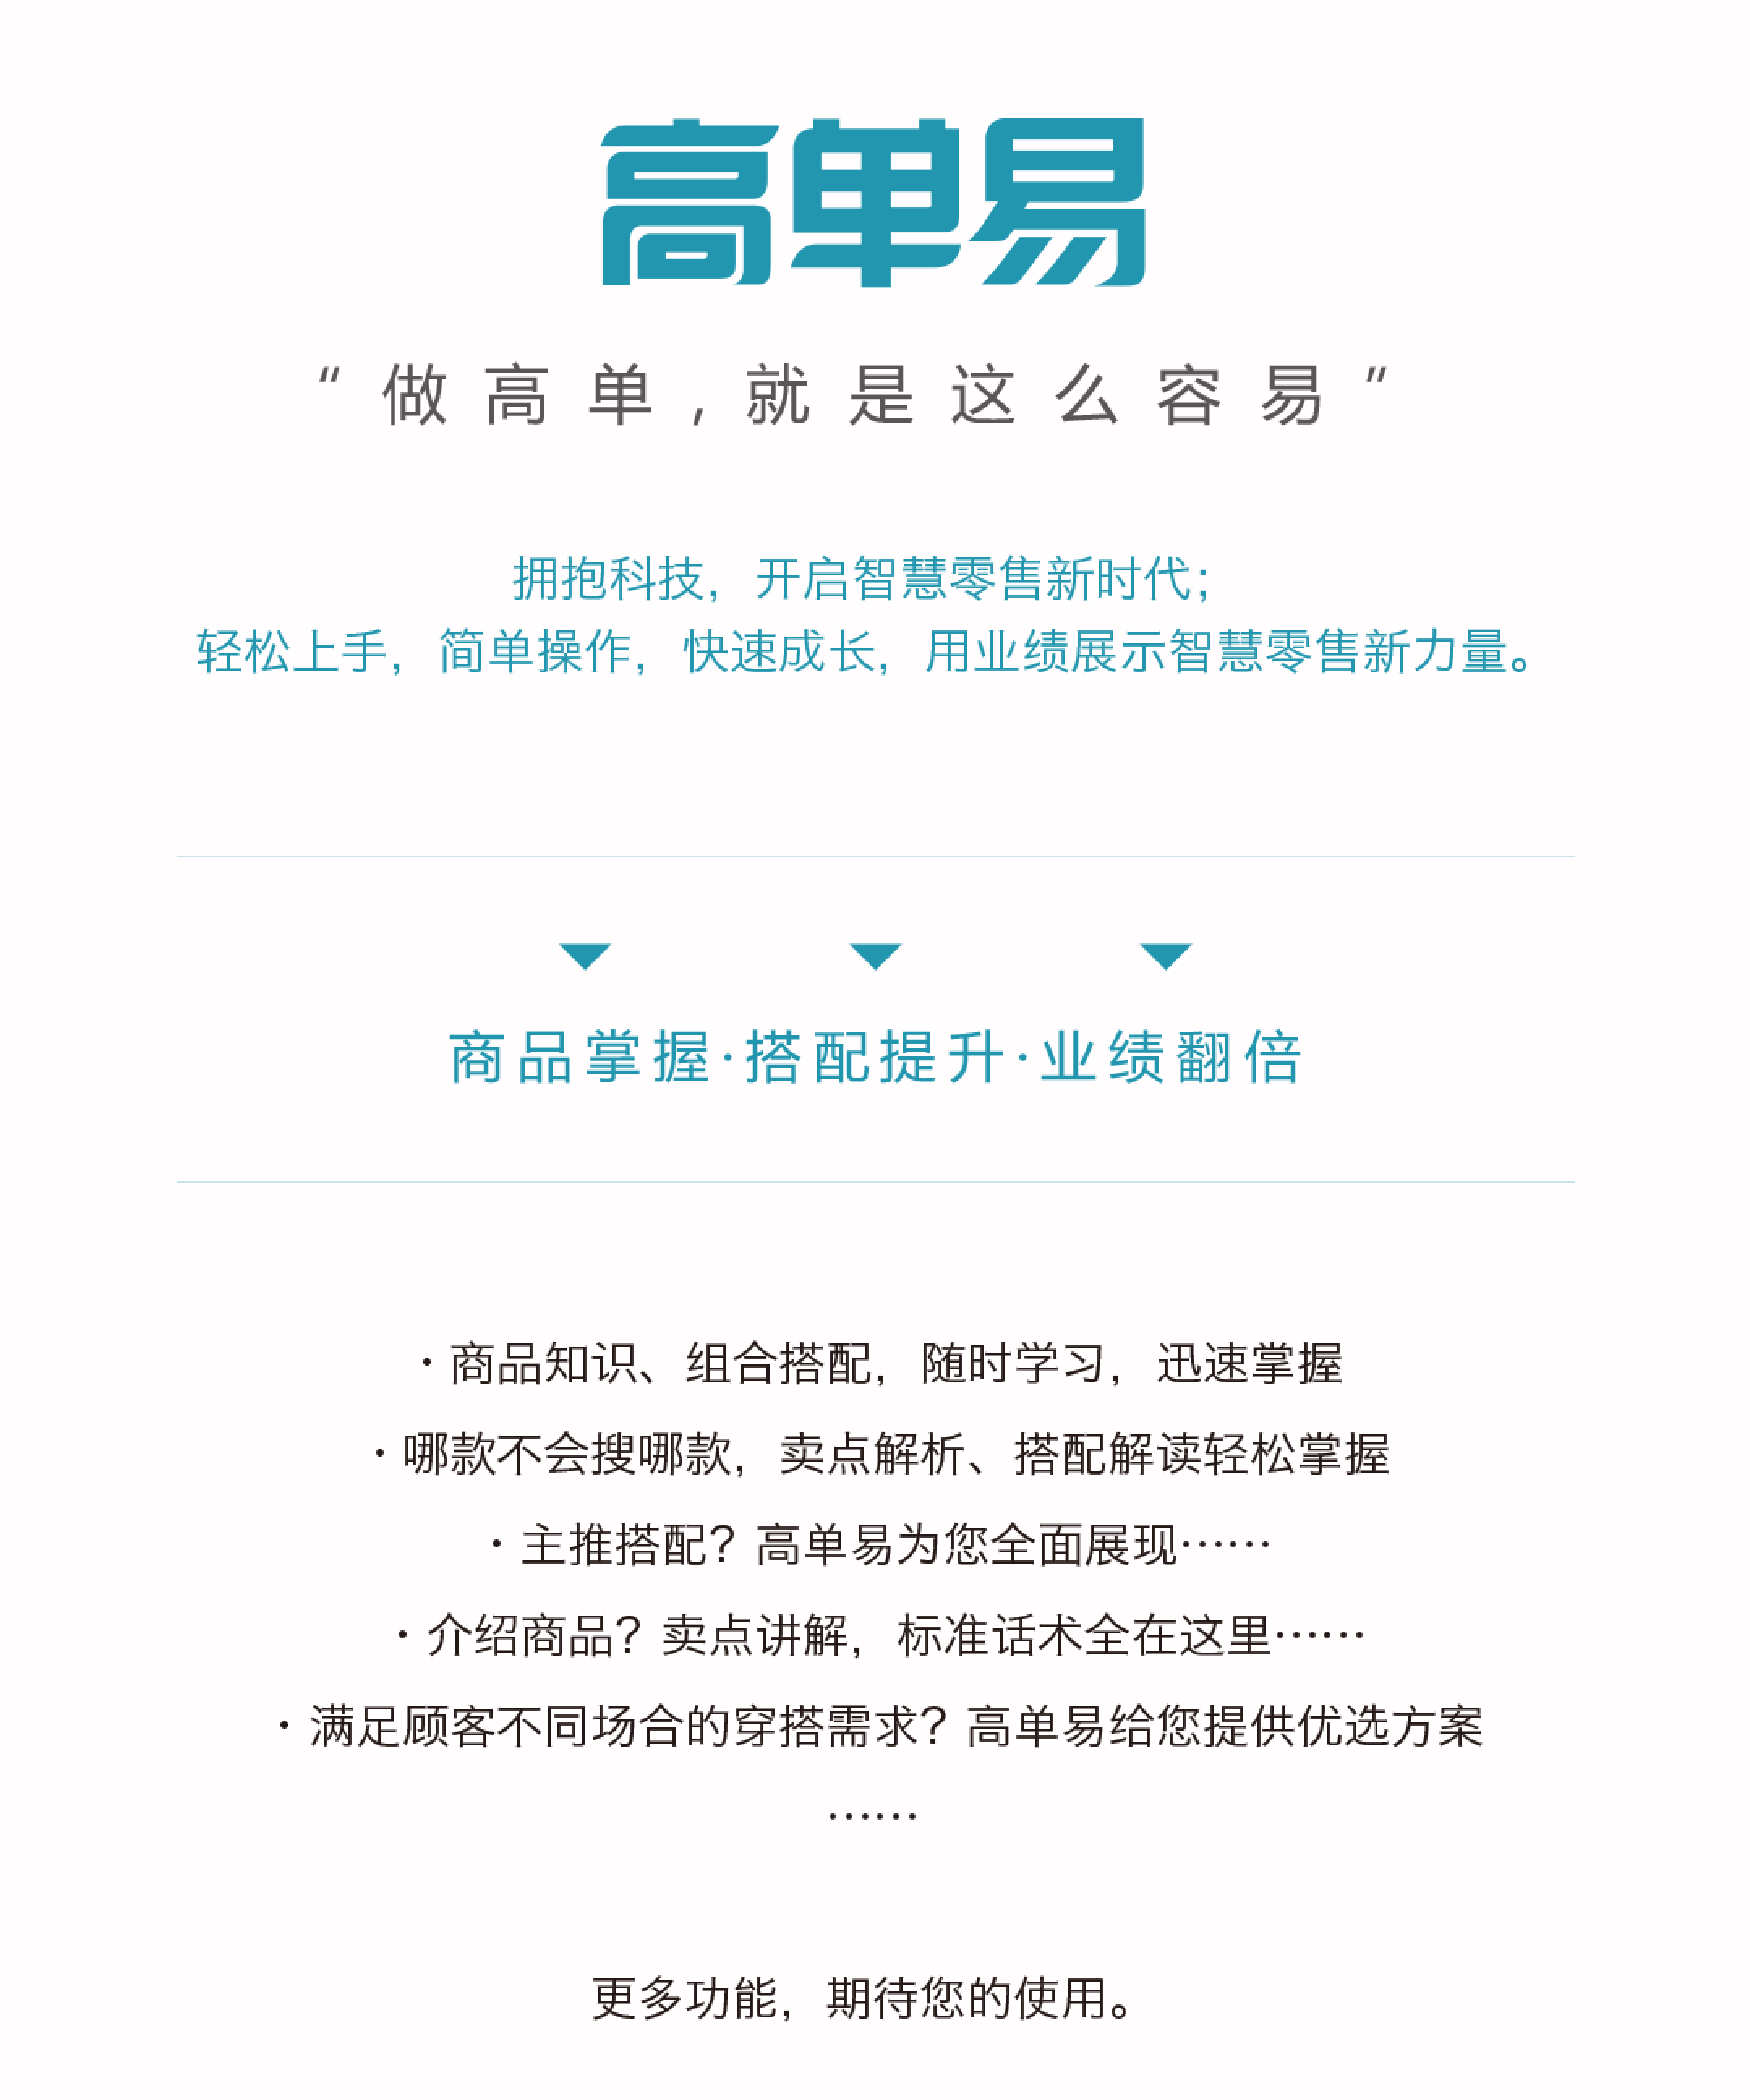 高单易
“做高单,就是这么容易”
拥抱科技，开启智慧零售新时代；
轻松上手，简单操作，快速成长，用业绩展示智慧零售新力量。
商品掌握·搭配提升·业绩翻倍
·商品知识、组合搭配，随时学习，迅速掌握
·哪款不会搜哪款，卖点解析、搭配解读轻松掌握
·主推搭配？高单易为您全面展现……
·介绍商品？卖点讲解，标准话术全在这里……
·满足顾客不同场合的穿搭需求？高单易给您提供优选方案
……
更多功能，期待您的使用。